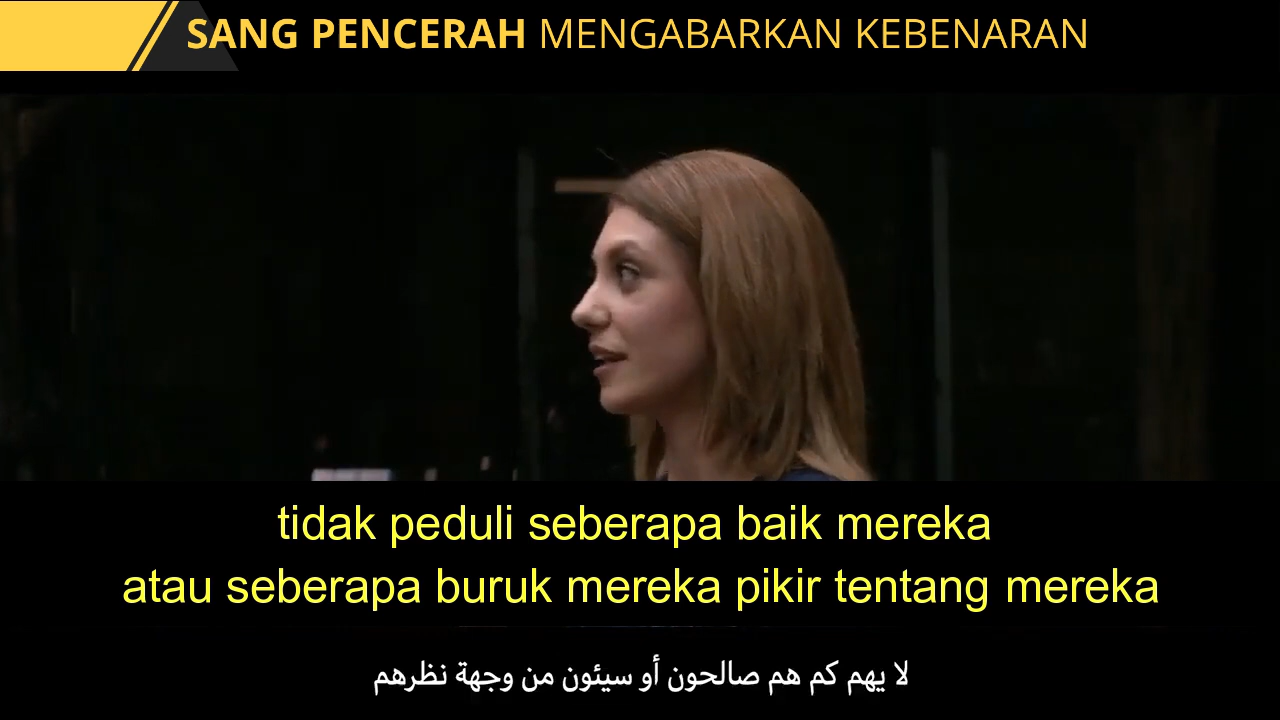 SANG PENCERAH MENGABARKAN KEBENARAN
tidak peduli seberapa baik mereka
atau seberapa buruk mereka pikir tentang mereka
لا يهم كم هم صالحون أو سيئون من وجهة نظرهم